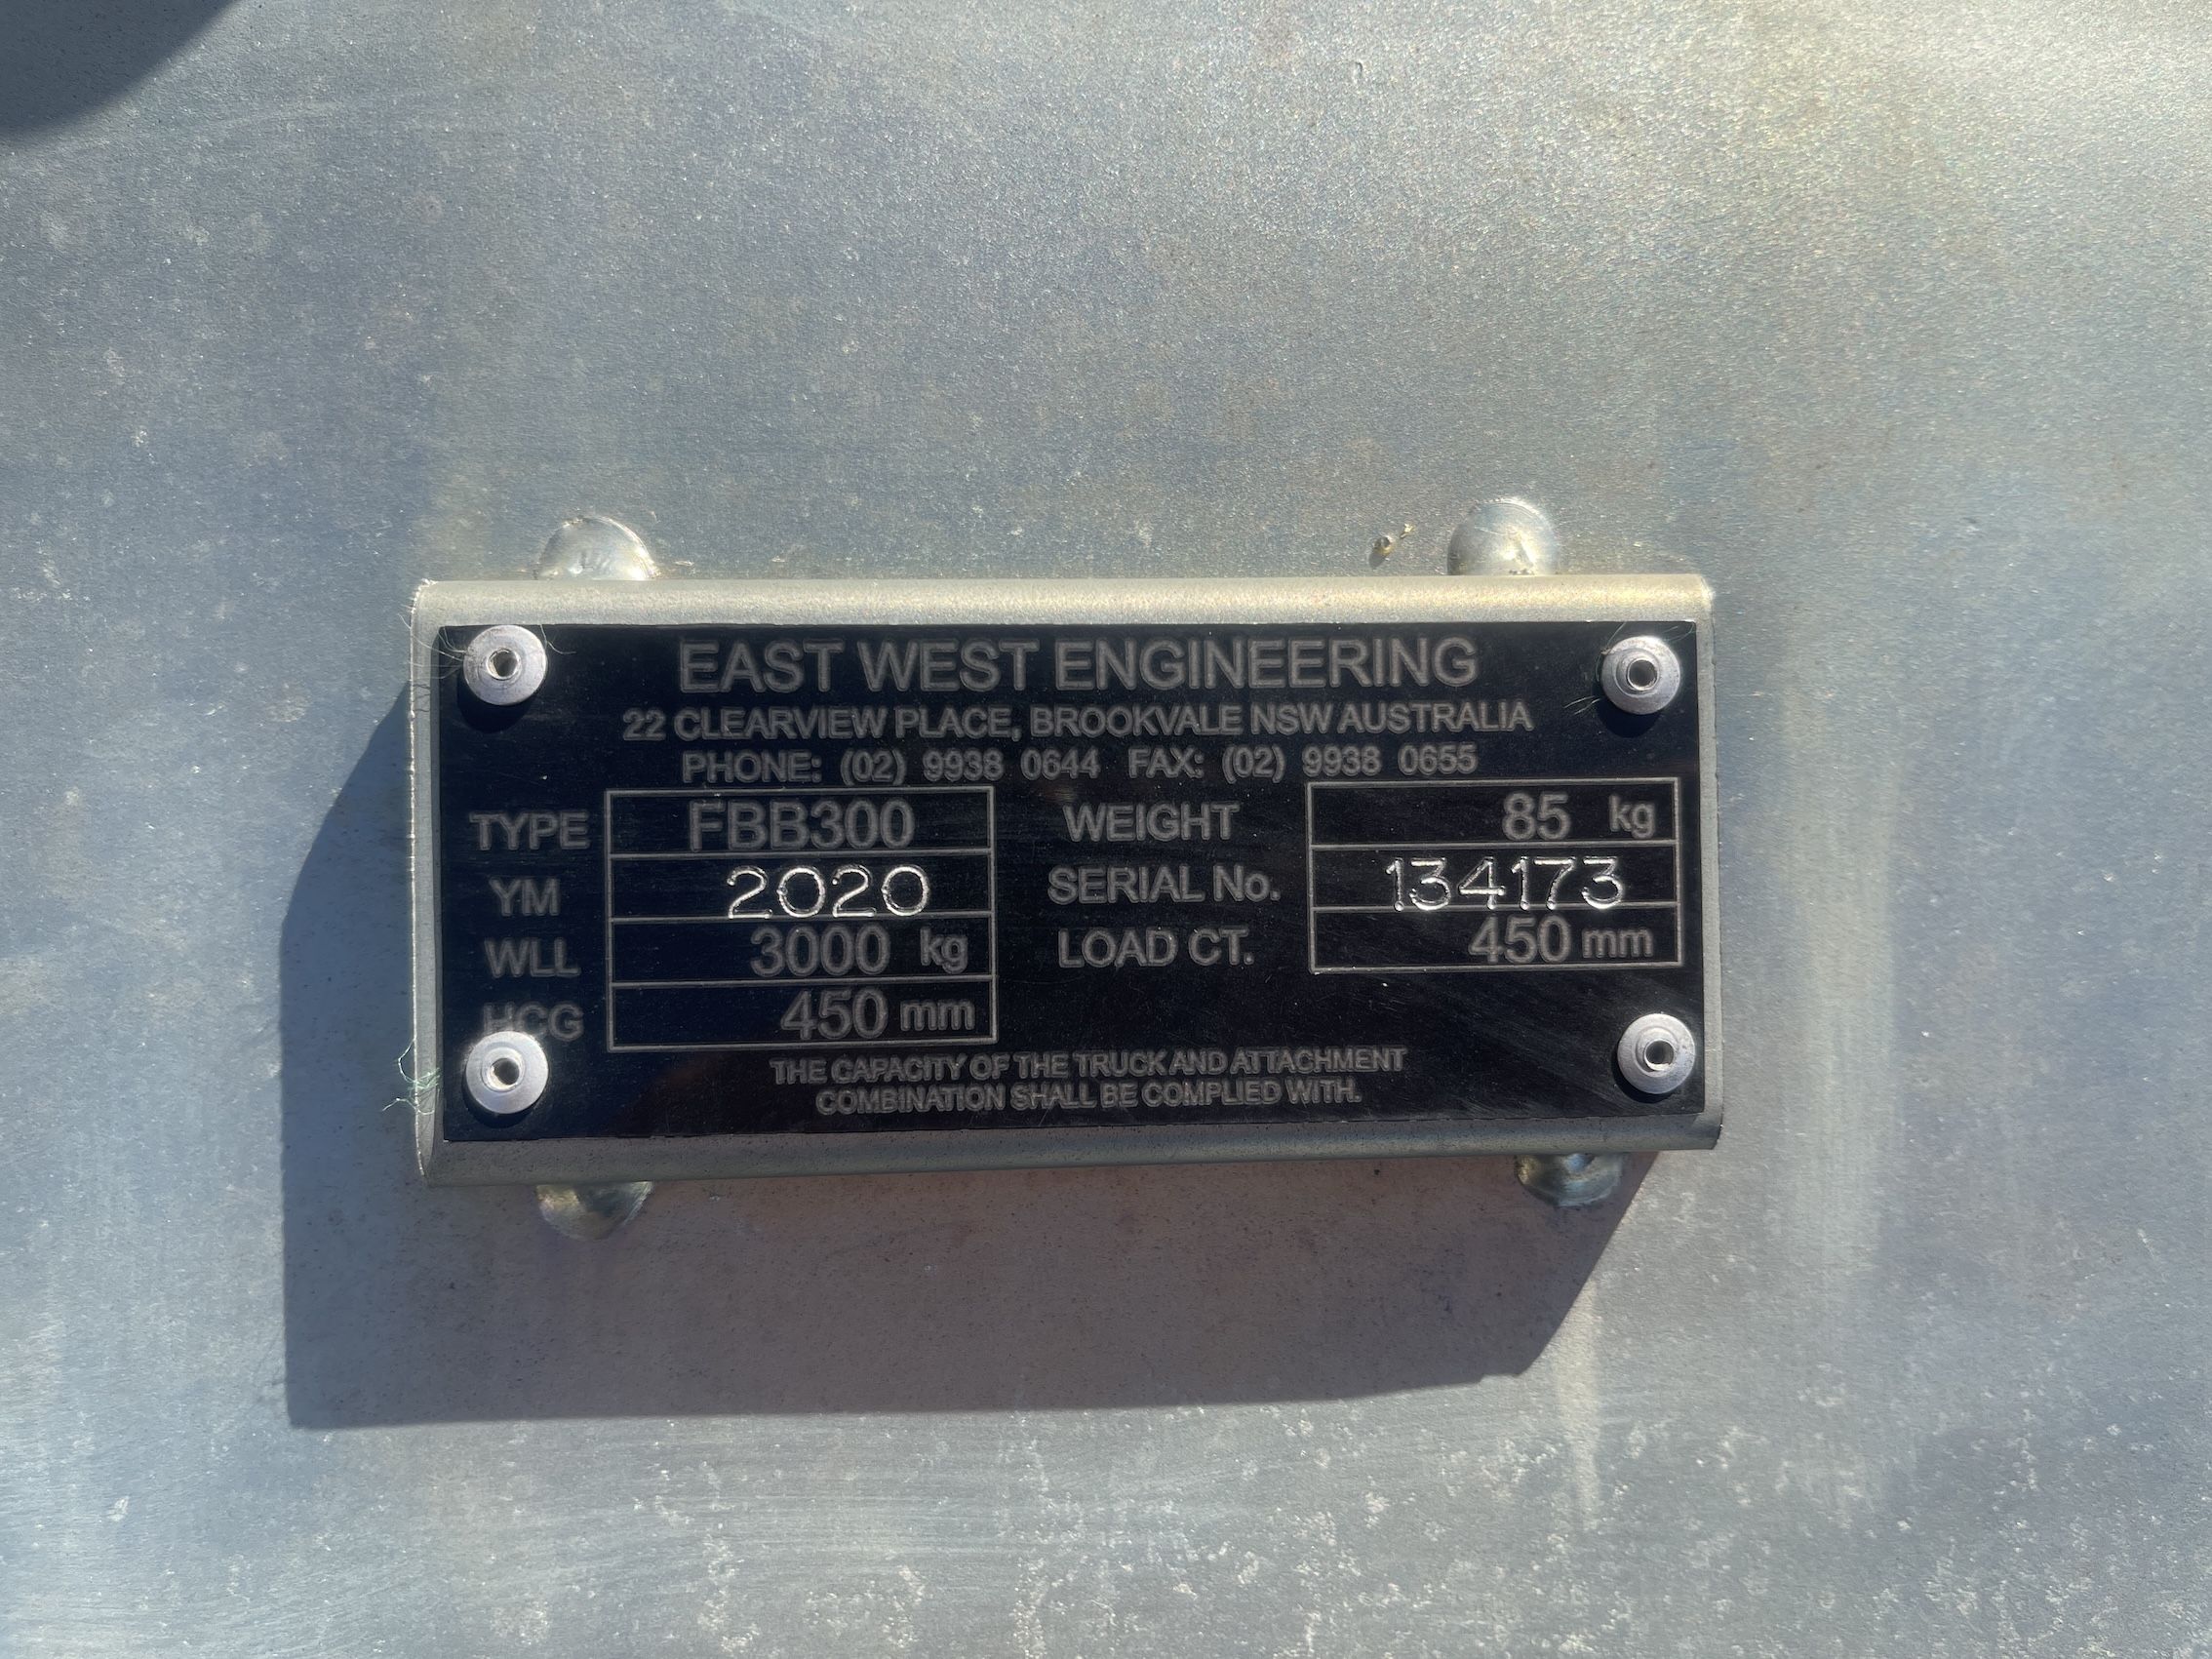 EAST WEST ENGINEERING
22 CLEARVIEW PLACE, BROOKVALE NSW AUSTRALIA
PHONE: (02) 9938 0644 FAX: (02) 9938 0655
TYPE FBB300 WEIGHT 85 kg
YM 2020 SERIAL No. 134173
WLL 3000 kg LOAD CT. 450 mm
HCG 450 mm
THE CAPACITY OF THE TRUCK AND ATTACHMENT
COMBINATION SHALL BE COMPLIED WITH.